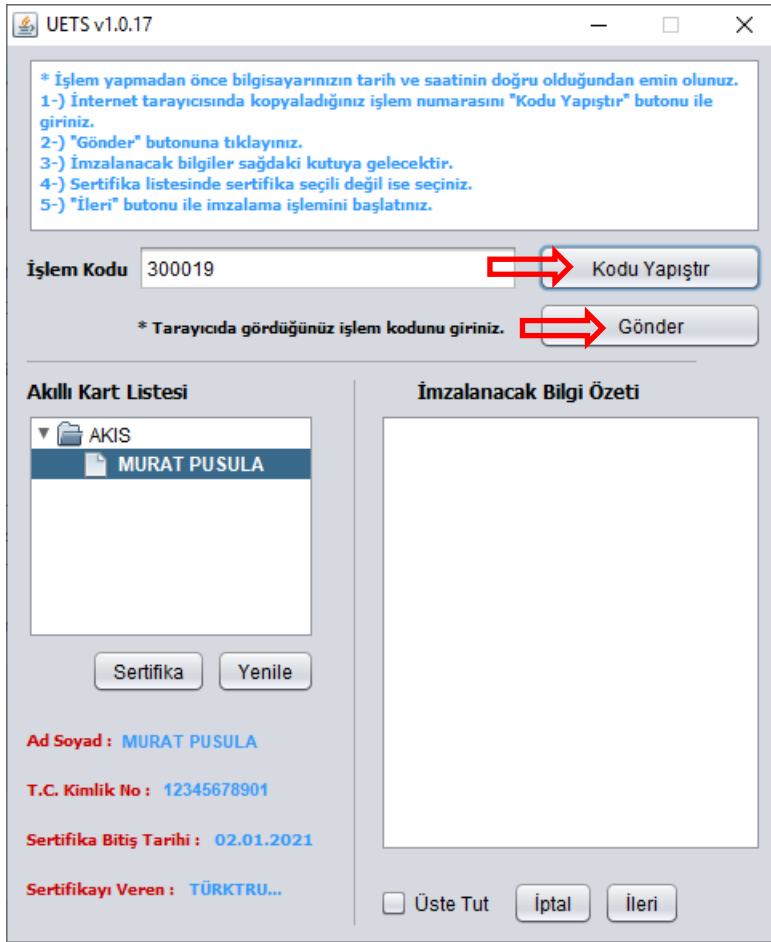 UETS v1.0.17
* İşlem yapmadan önce bilgisayarınızın tarih ve saatinin doğru olduğundan emin olunuz.
1-) İnternet tarayıcısında kopyaladığınız işlem numarasını "Kodu Yapıştır" butonu ile
giriniz.
2-) "Gönder" butonuna tıklayınız.
3-) İmzalanacak bilgiler sağdaki kutuya gelecektir.
4-) Sertifika listesinde sertifika seçili değil ise seçiniz.
5-) "İleri" butonu ile imzalama işlemini başlatınız.
İşlem Kodu 300019 Kodu Yapıştır
* Tarayıcıda gördüğünüz işlem kodunu giriniz. Gönder
Akıllı Kart Listesi
AKIS
MURAT PUSULA
Sertifika Yenile
Ad Soyad : MURAT PUSULA
T.C. Kimlik No : 12345678901
Sertifika Bitiş Tarihi : 02.01.2021
Sertifikayı Veren : TÜRKTRU...
İmzalanacak Bilgi Özeti
Üste Tut İptal İleri